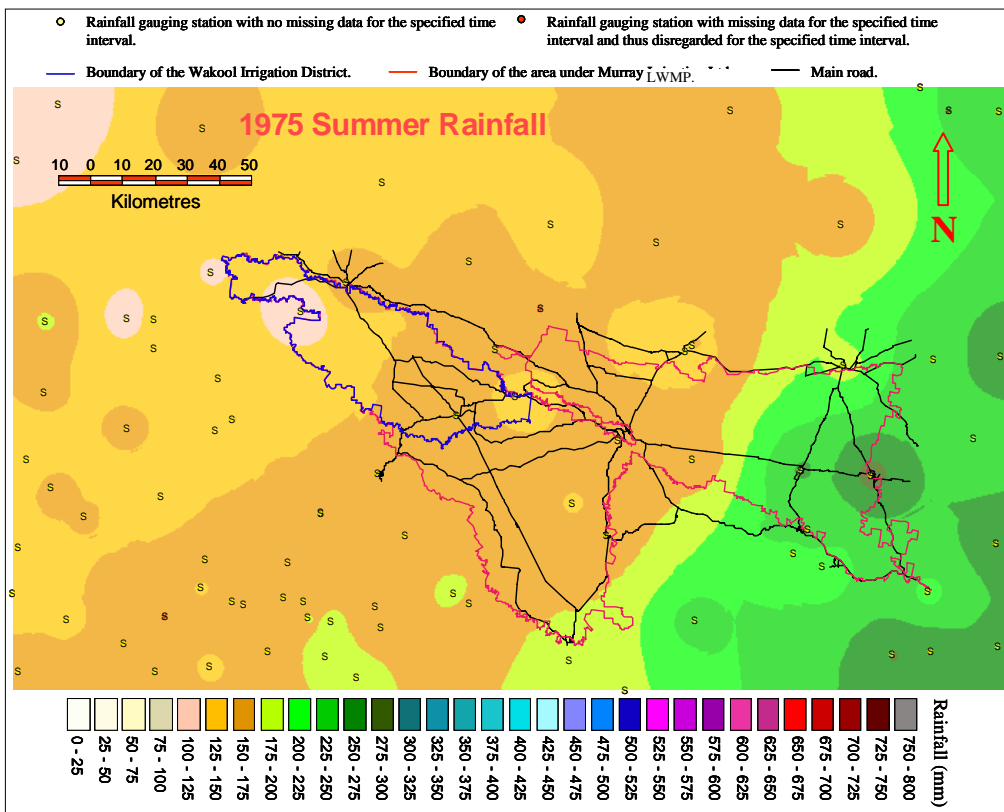 Rainfall gauging station with no missing data for the specified time
interval.
Rainfall gauging station with missing data for the specified time
interval and thus disregarded for the specified time interval.
Boundary of the Wakool Irrigation District.
Boundary of the area under Murray LWMP.
Main road.
1975 Summer Rainfall
10 0 10 20 30 40 50
Kilometres
N
0 - 25
25 - 50
50 - 75
75 - 100
100 - 125
125 - 150
150 - 175
175 - 200
200 - 225
225 - 250
250 - 275
275 - 300
300 - 325
325 - 350
350 - 375
375 - 400
400 - 425
425 - 450
450 - 475
475 - 500
500 - 525
525 - 550
550 - 575
575 - 600
600 - 625
625 - 650
650 - 675
675 - 700
700 - 725
725 - 750
750 - 800
Rainfall (mm)